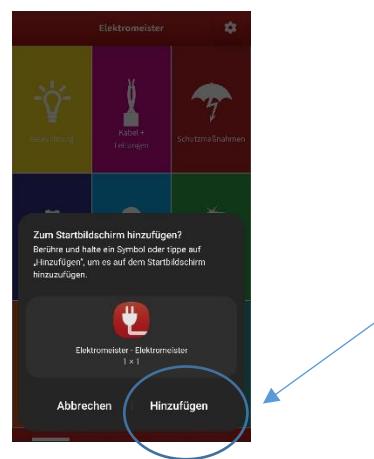 Elektromeister
Beleuchtung
Kabel +
Leitungen
Schutzmaßnahmen
Zum Startbildschirm hinzufügen?
Berühre und halte ein Symbol oder tippe auf
„Hinzufügen", um es auf dem Startbildschirm
hinzuzufügen.
Elektromeister - Elektromeister
1 × 1
Abbrechen
Hinzufügen